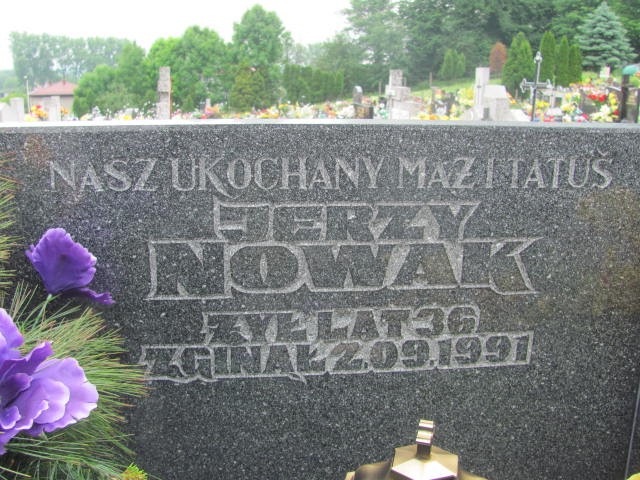 NASZ UKOCHANY MĄŻ I TATUŚ
JERZY
NOWAK
ŻYŁ LAT 36
ZGINĄŁ 2.09.1991